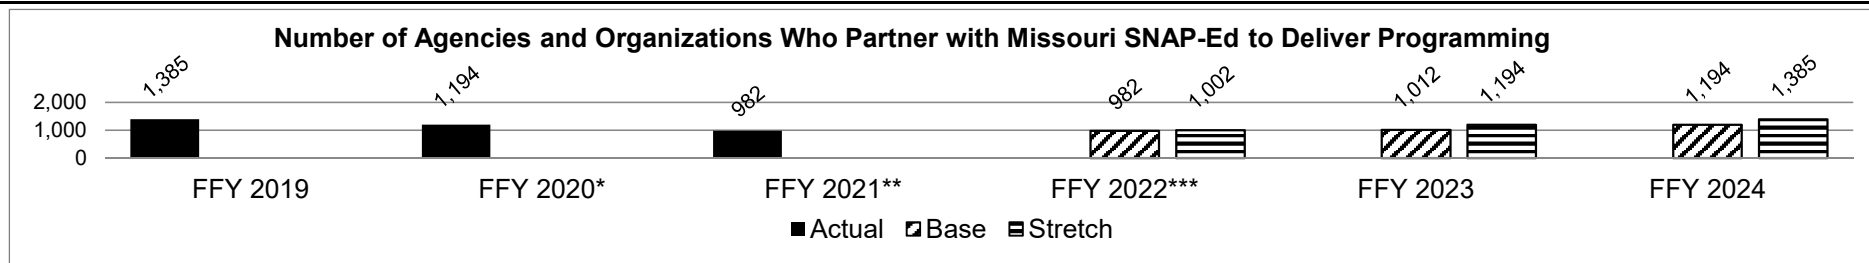 Number of Agencies and Organizations Who Partner with Missouri SNAP-Ed to Deliver Programming
1,385 1,194 982 982 1,002 1,012 1,194 1,194 1,385
2,000
1,000
0
FFY 2019 FFY 2020* FFY 2021** FFY 2022*** FFY 2023 FFY 2024
Actual Base Stretch